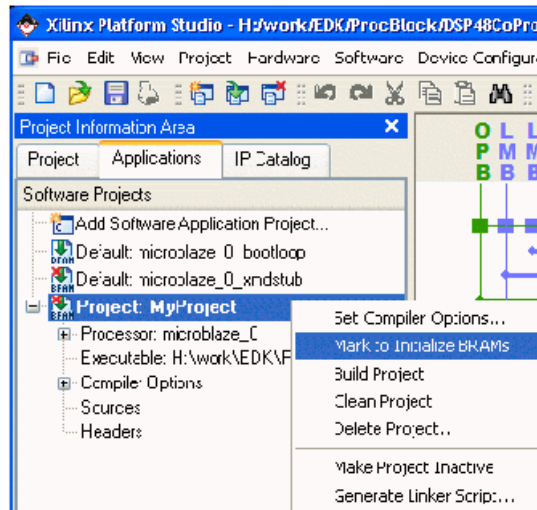 Xilinx Platform Studio - H:/work/EDK/ProcBlock/DSP48CoPro
File Edit View Project Hardware Software Device Configura
Project Information Area
Project Applications IP Catalog
Software Projects
Add Software Application Project...
Default: microblaze_0_bootloop
Default: microblaze_0_xmdstub
Project: MyProject
Processor: microblaze_0
Executable: H:\work\EDK\P
Compiler Options
Sources
Headers
Set Compiler Options...
Mark to Initialize BRAMs
Build Project
Clean Project
Delete Project...
Make Project Inactive
Generate Linker Script...
O L L
P M M
B B B